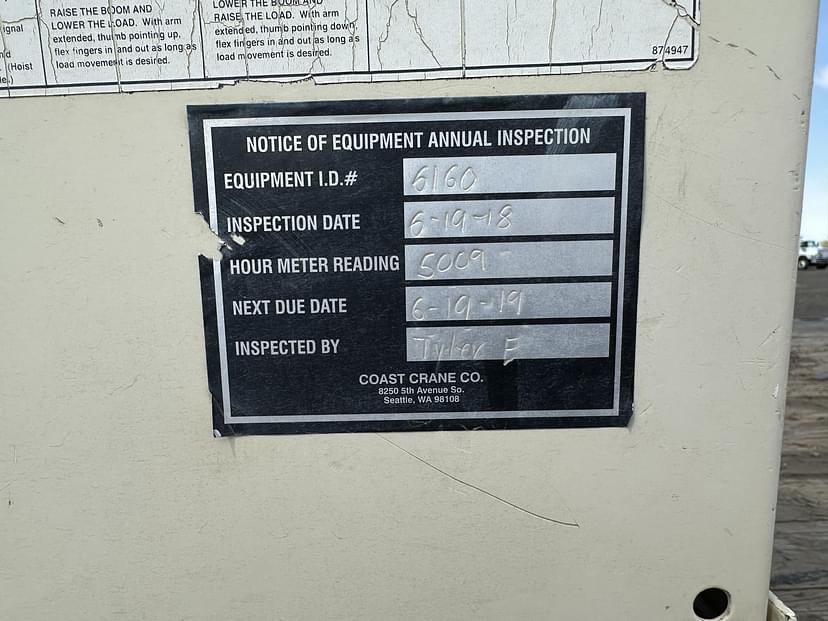 RAISE THE BOOM AND
LOWER THE LOAD. With arm
extended, thumb pointing up,
flex fingers in and out as long as
load movement is desired.
LOWER THE BOOM AND
RAISE THE LOAD. With arm
extended, thumb pointing down,
flex fingers in and out as long as
load movement is desired.
(Hoist
874947
NOTICE OF EQUIPMENT ANNUAL INSPECTION
EQUIPMENT I.D.# 6160
INSPECTION DATE 6-19-18
HOUR METER READING 5009
NEXT DUE DATE 6-19-19
INSPECTED BY Tyler E
COAST CRANE CO.
8250 5th Avenue So.
Seattle, WA 98108